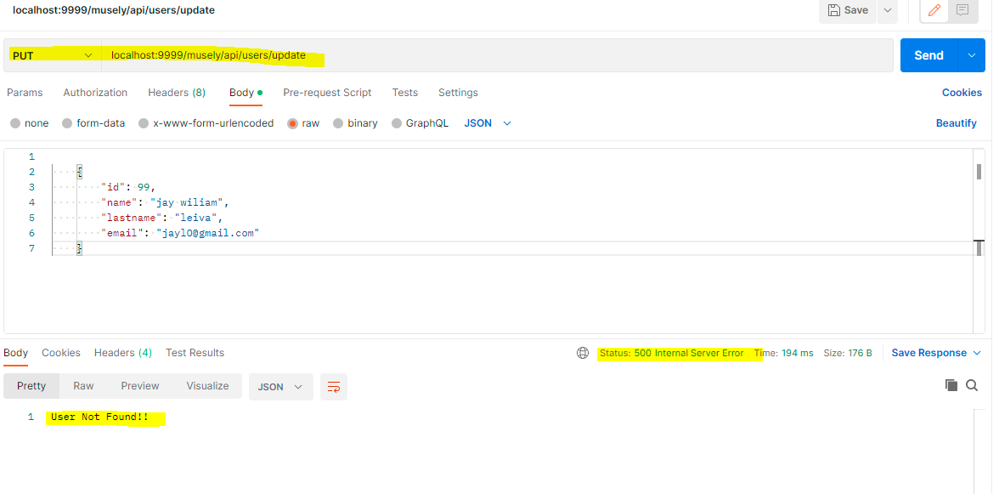 localhost:9999/musely/api/users/update
Save
PUT localhost:9999/musely/api/users/update Send
Params Authorization Headers (8) Body Pre-request Script Tests Settings Cookies
none form-data x-www-form-urlencoded raw binary GraphQL JSON Beautify
1
2 {
3 "id": 99,
4 "name": "jay wiliam",
5 "lastname": "leiva",
6 "email": "jayl0@gmail.com"
7 }
Body Cookies Headers (4) Test Results Status: 500 Internal Server Error Time: 194 ms Size: 176 B Save Response
Pretty Raw Preview Visualize JSON
1 User Not Found!!